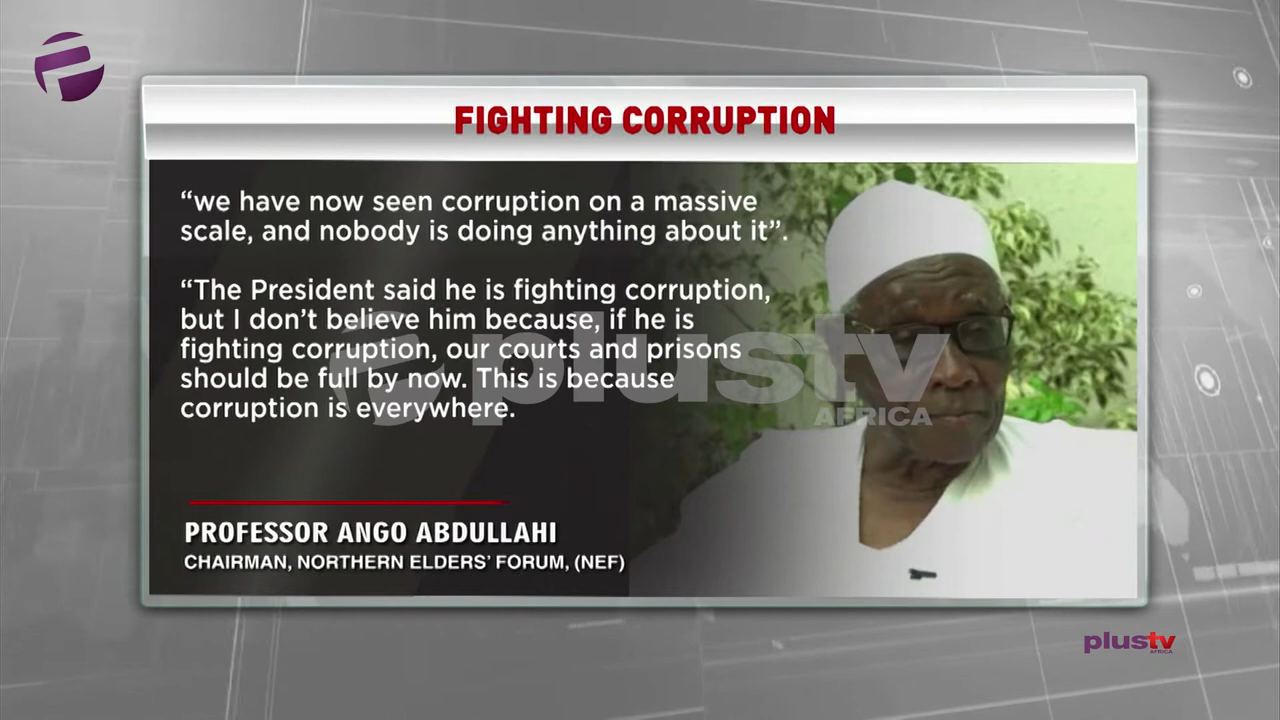 FIGHTING CORRUPTION
“we have now seen corruption on a massive
scale, and nobody is doing anything about it”.
“The President said he is fighting corruption,
but I don’t believe him because, if he is
fighting corruption, our courts and prisons
should be full by now. This is because
corruption is everywhere.
plustv
AFRICA
PROFESSOR ANGO ABDULLAHI
CHAIRMAN, NORTHERN ELDERS’ FORUM, (NEF)
plustv
AFRICA